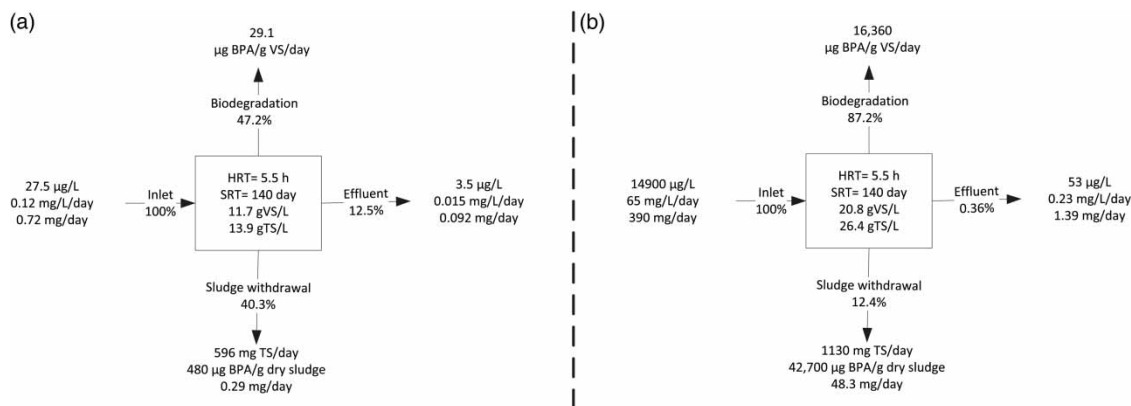 (a)
29.1
µg BPA/g VS/day
Biodegradation
47.2%
27.5 µg/L
0.12 mg/L/day
0.72 mg/day
Inlet
100%
HRT= 5.5 h
SRT= 140 day
11.7 gVS/L
13.9 gTS/L
Effluent
12.5%
3.5 µg/L
0.015 mg/L/day
0.092 mg/day
Sludge withdrawal
40.3%
596 mg TS/day
480 µg BPA/g dry sludge
0.29 mg/day
(b)
16,360
µg BPA/g VS/day
Biodegradation
87.2%
14900 µg/L
65 mg/L/day
390 mg/day
Inlet
100%
HRT= 5.5 h
SRT= 140 day
20.8 gVS/L
26.4 gTS/L
Effluent
0.36%
53 µg/L
0.23 mg/L/day
1.39 mg/day
Sludge withdrawal
12.4%
1130 mg TS/day
42,700 µg BPA/g dry sludge
48.3 mg/day